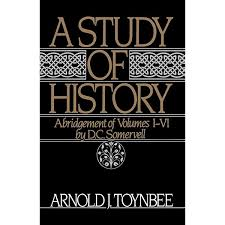 A STUDY
OF
HISTORY
Abridgement of Volumes I-VI
by D.C. Somervell
ARNOLD J. TOYNBEE